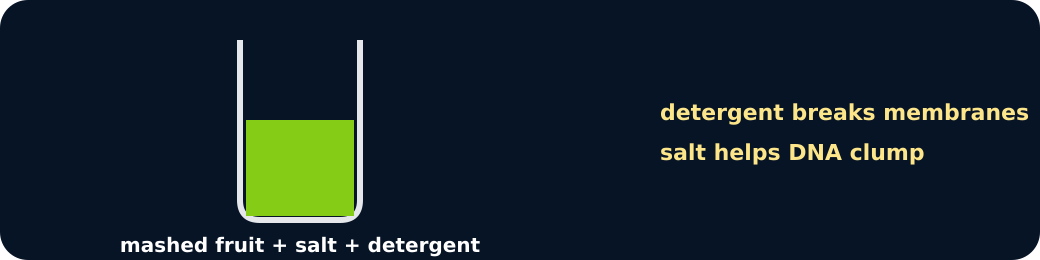 detergent breaks membranes
salt helps DNA clump
mashed fruit + salt + detergent